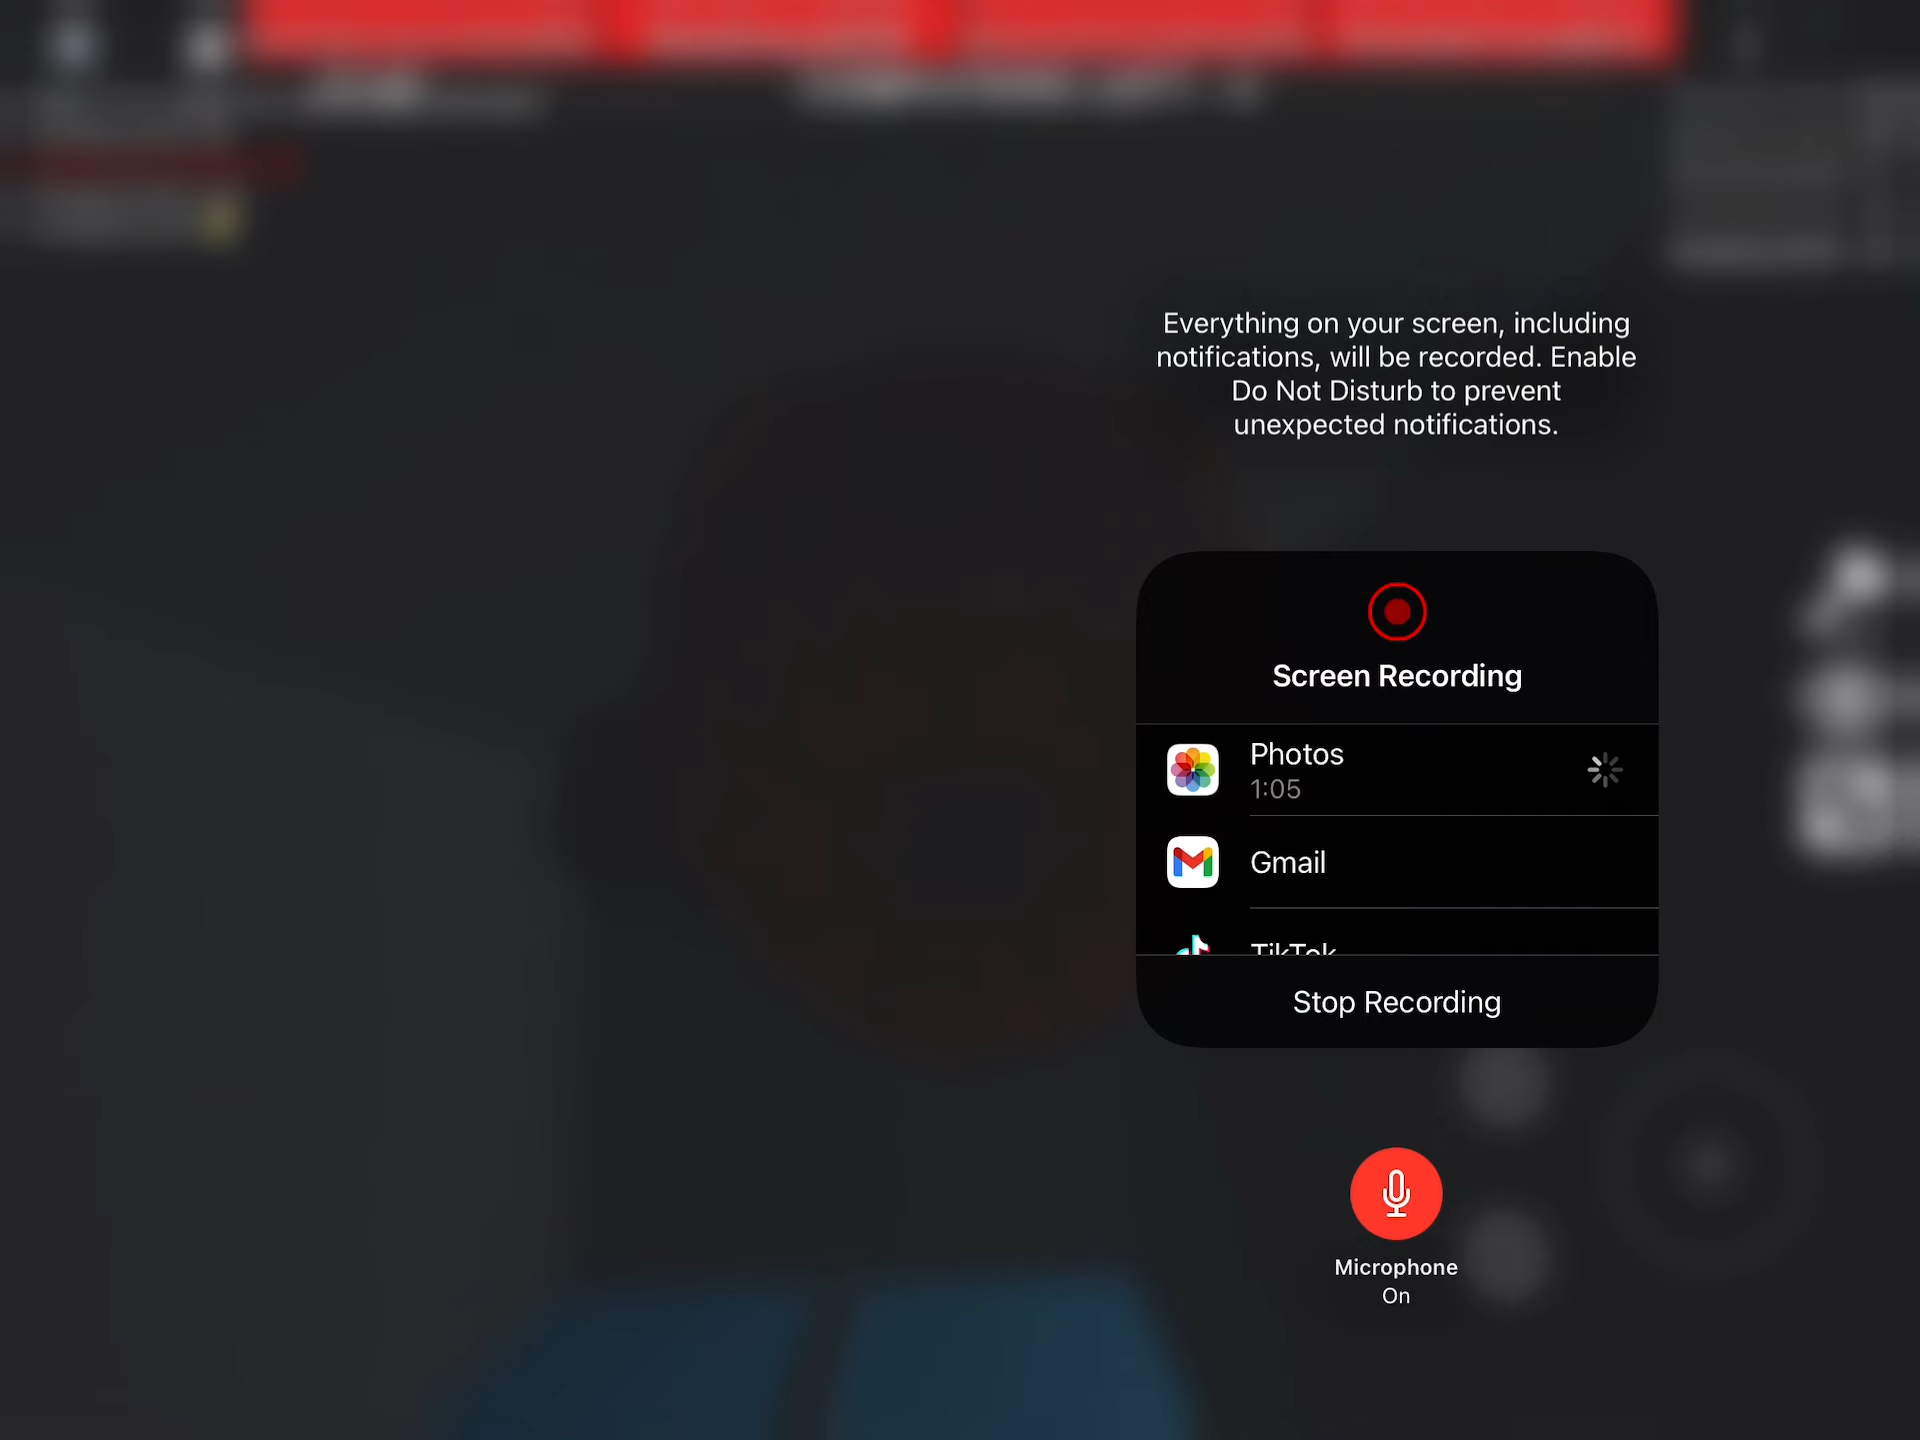 Everything on your screen, including
notifications, will be recorded. Enable
Do Not Disturb to prevent
unexpected notifications.
Screen Recording
Photos
1:05
Gmail
TikTok
Stop Recording
Microphone
On